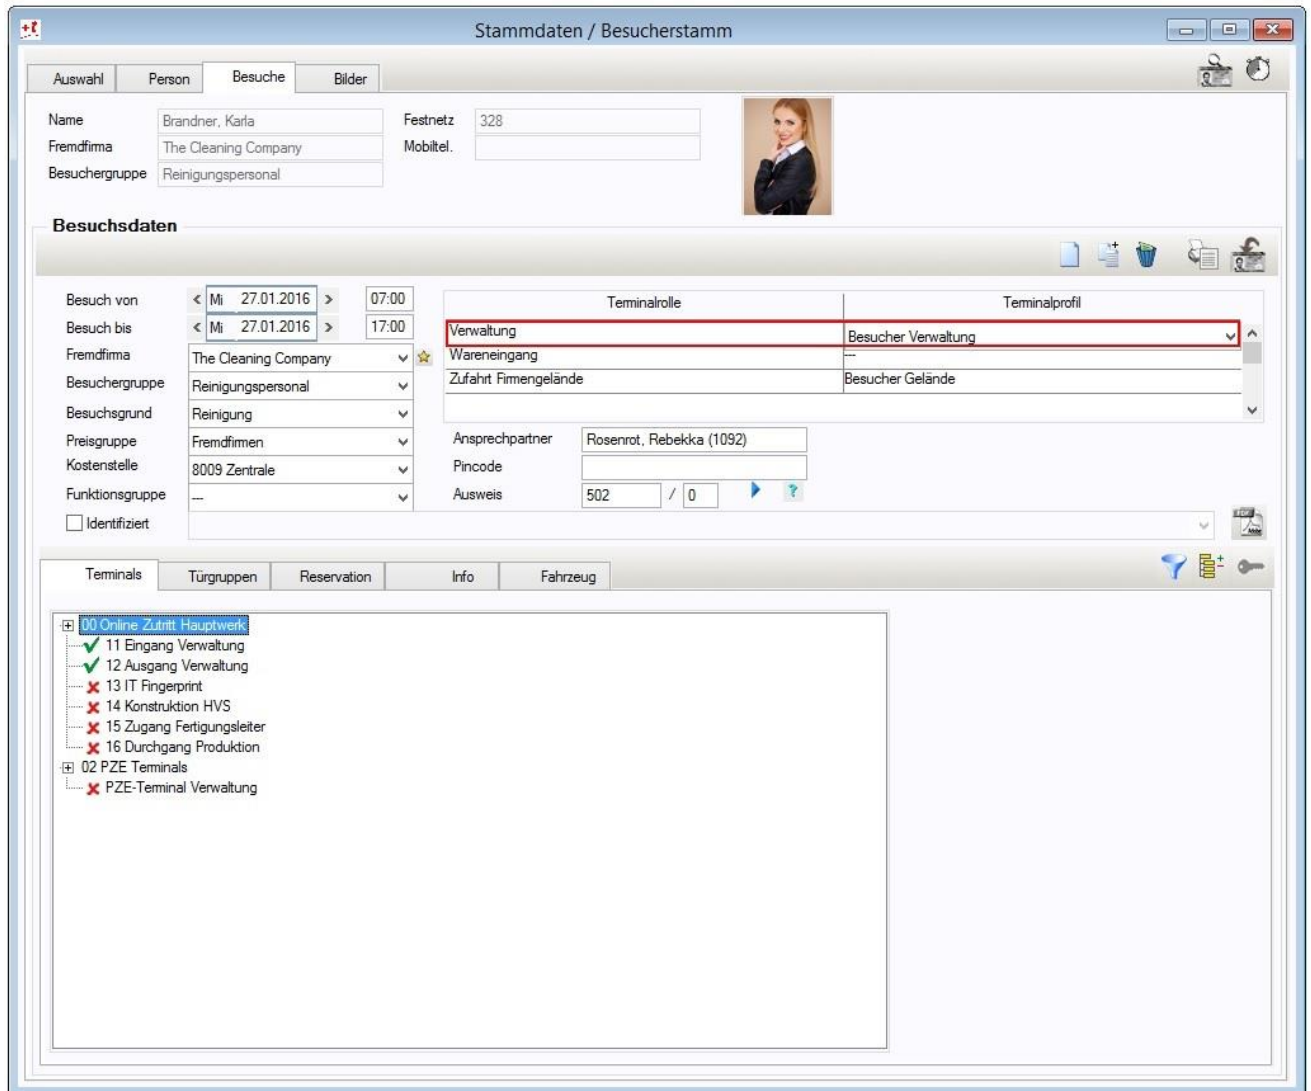 Stammdaten / Besucherstamm
Auswahl Person Besuche Bilder
Name Brandner, Karla Festnetz 328
Fremdfirma The Cleaning Company Mobiltel.
Besuchergruppe Reinigungspersonal
Besuchsdaten
Besuch von < Mi 27.01.2016 > 07:00 Terminalrolle Terminalprofil
Besuch bis < Mi 27.01.2016 > 17:00 Verwaltung Besucher Verwaltung
Fremdfirma The Cleaning Company Wareneingang ---
Besuchergruppe Reinigungspersonal Zufahrt Firmengelände Besucher Gelände
Besuchsgrund Reinigung
Preisgruppe Fremdfirmen Ansprechpartner Rosenrot, Rebekka (1092)
Kostenstelle 8009 Zentrale Pincode
Funktionsgruppe --- Ausweis 502 / 0 ?
Identifiziert
Terminals Türgruppen Reservation Info Fahrzeug
00 Online Zutritt Hauptwerk
11 Eingang Verwaltung
12 Ausgang Verwaltung
13 IT Fingerprint
14 Konstruktion HVS
15 Zugang Fertigungsleiter
16 Durchgang Produktion
02 PZE Terminals
PZE-Terminal Verwaltung